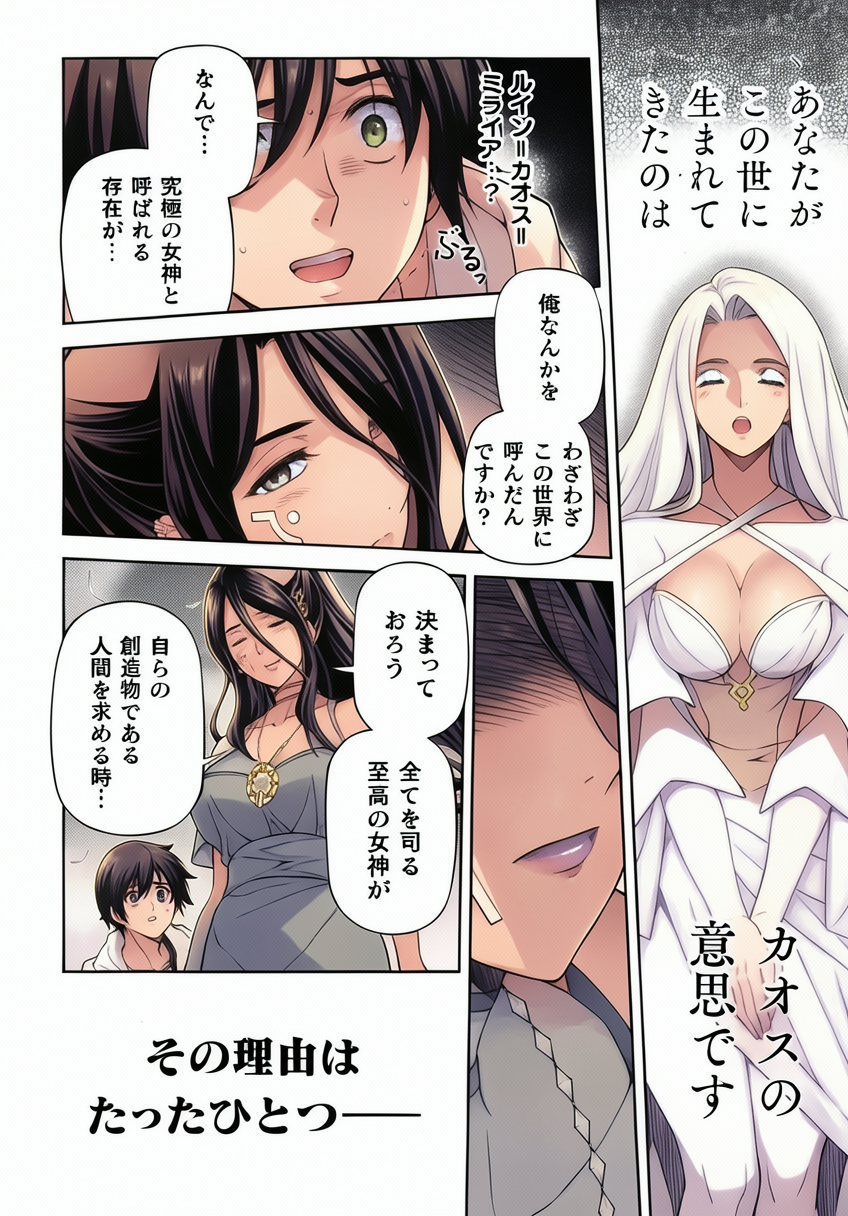 あなたが
この世に
生まれて
きたのは
カオスの
意思です
ルイン＝カオス＝
ミライア…？
ぶるっ
なんで…
究極の女神と
呼ばれる
存在が…
俺なんかを
わざわざ
この世界に
呼んだん
ですか？
決まって
おろう
全てを司る
至高の女神が
自らの
創造物である
人間を求める時…
その理由は
たったひとつ――